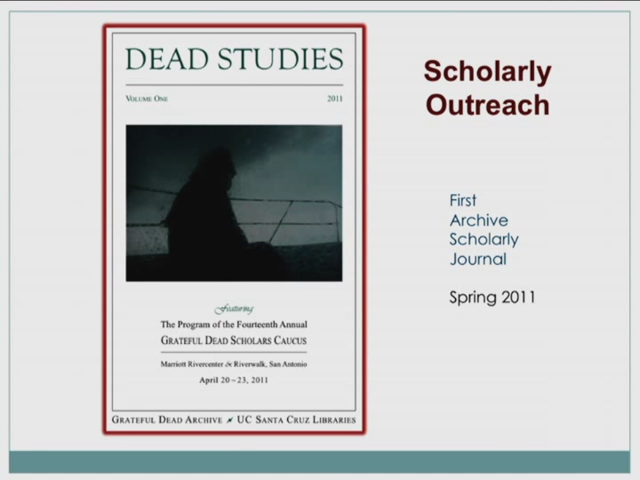 DEAD STUDIES
VOLUME ONE 2011
Featuring
The Program of the Fourteenth Annual
GRATEFUL DEAD SCHOLARS CAUCUS
Marriott Rivercenter & Riverwalk, San Antonio
April 20–23, 2011
GRATEFUL DEAD ARCHIVE UC SANTA CRUZ LIBRARIES
Scholarly
Outreach
First
Archive
Scholarly
Journal
Spring 2011